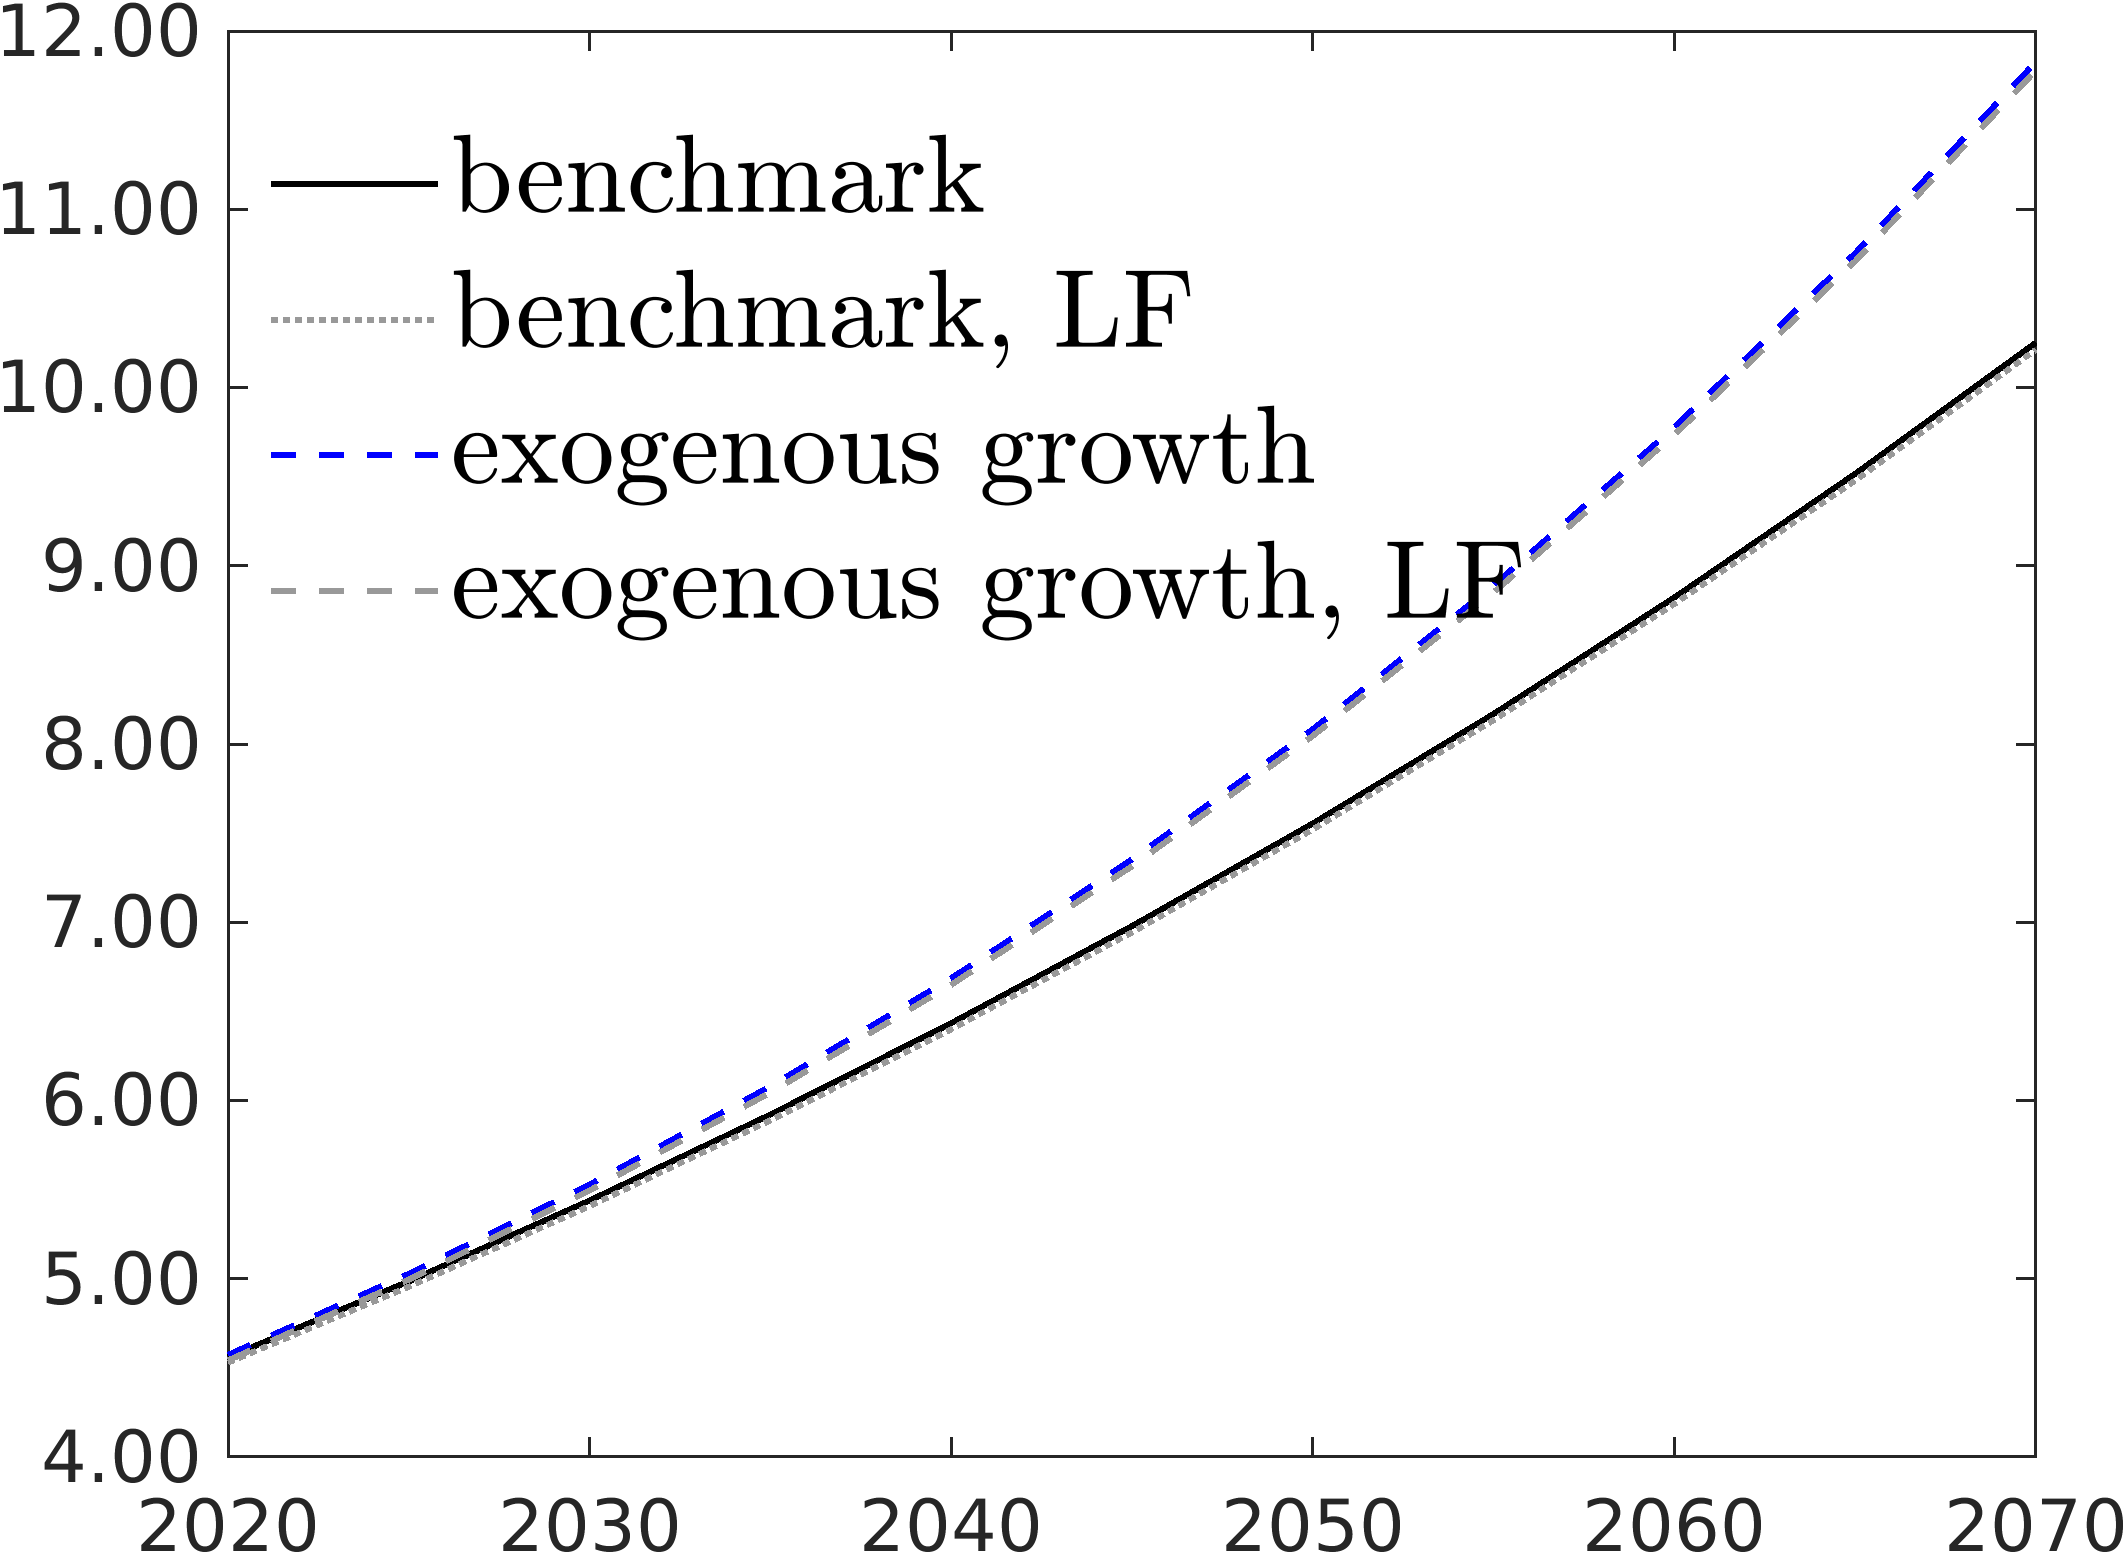 12.00
11.00
10.00
9.00
8.00
7.00
6.00
5.00
4.00
benchmark
benchmark, LF
exogenous growth
exogenous growth, LF
2020 2030 2040 2050 2060 2070